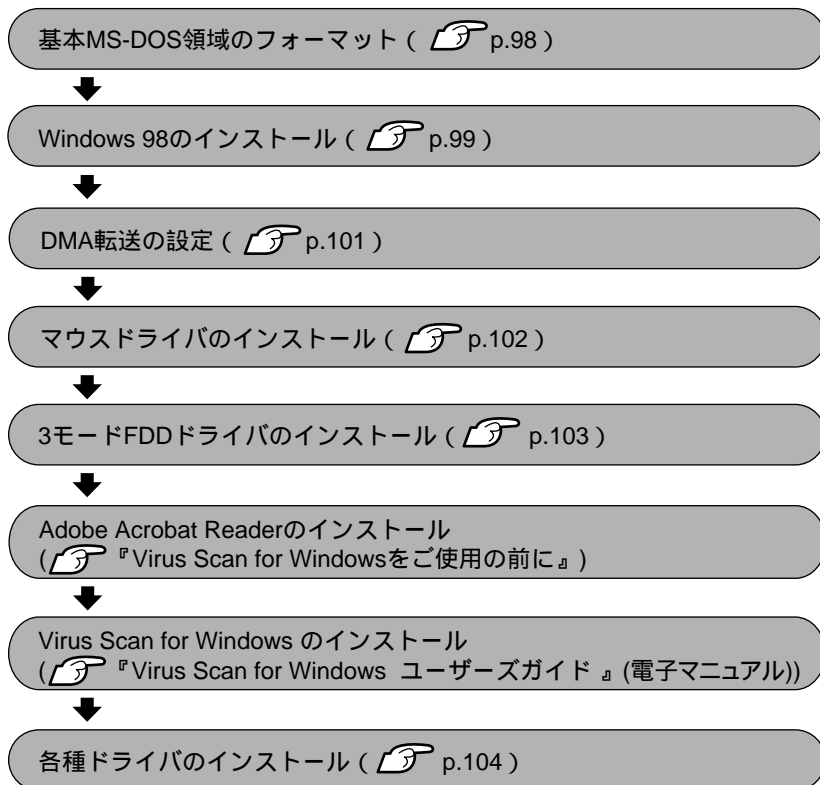 基本MS-DOS領域のフォーマット（ p.98）
Windows 98のインストール（ p.99）
DMA転送の設定（ p.101）
マウスドライバのインストール（ p.102）
3モードFDDドライバのインストール（ p.103）
Adobe Acrobat Readerのインストール
(『Virus Scan for Windowsをご使用の前に』)
Virus Scan for Windows のインストール
(『Virus Scan for Windows ユーザーズガイド 』(電子マニュアル))
各種ドライバのインストール（ p.104）